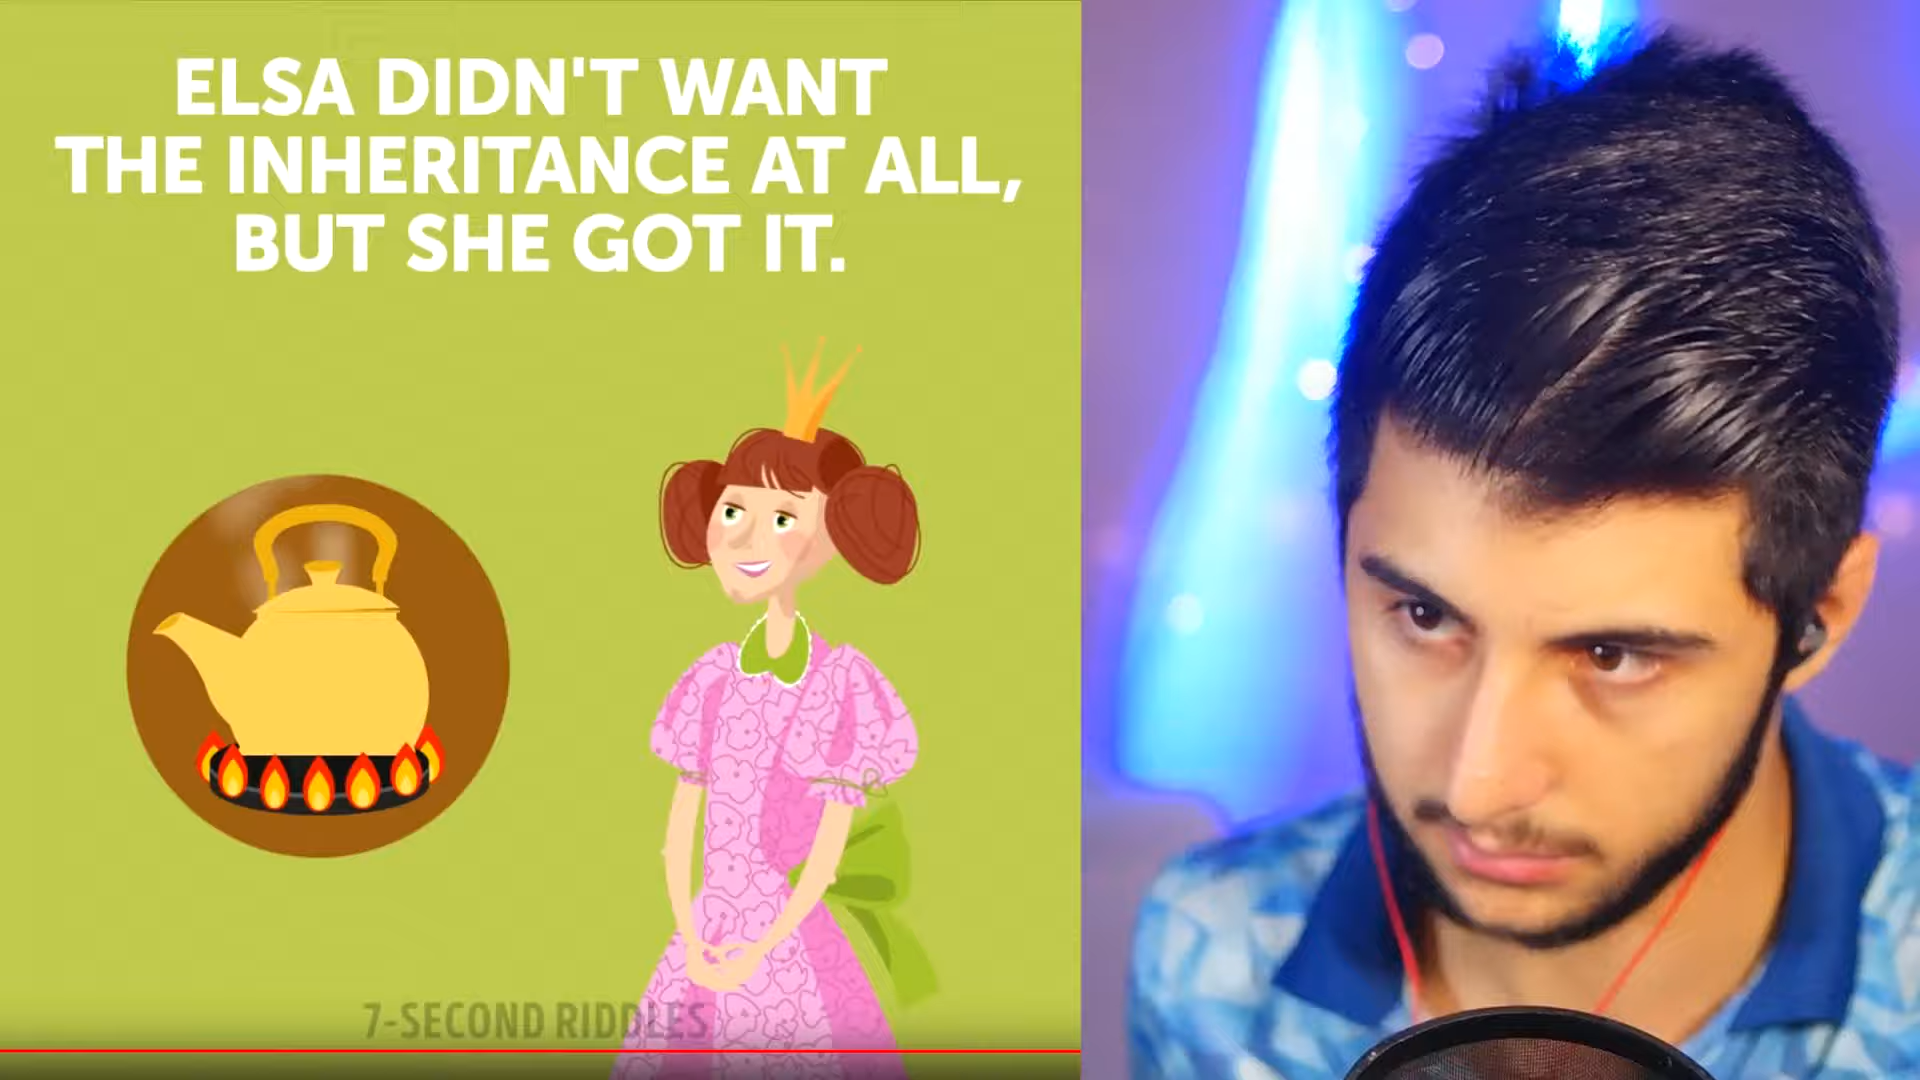 ELSA DIDN'T WANT
THE INHERITANCE AT ALL,
BUT SHE GOT IT.
7-SECOND RIDDLES